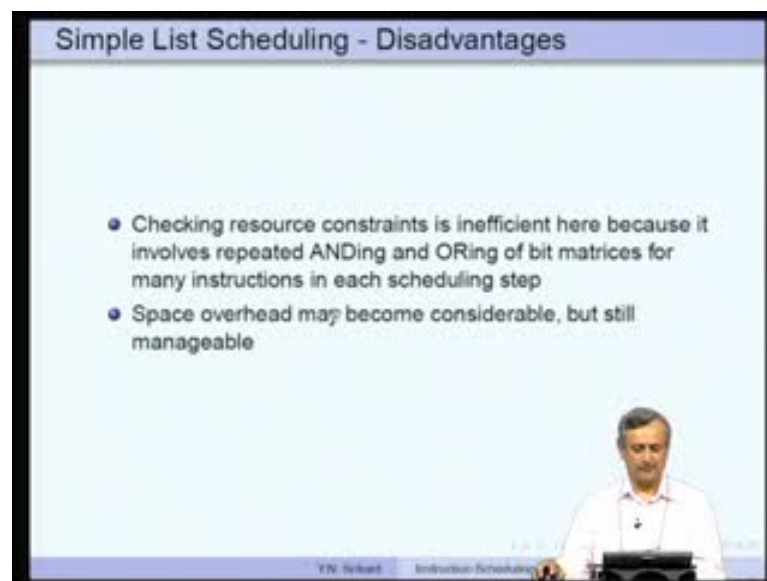 Simple List Scheduling - Disadvantages
Checking resource constraints is inefficient here because it
involves repeated ANDing and ORing of bit matrices for
many instructions in each scheduling step
Space overhead may become considerable, but still
manageable
Y.N. Srikant Instruction Scheduling